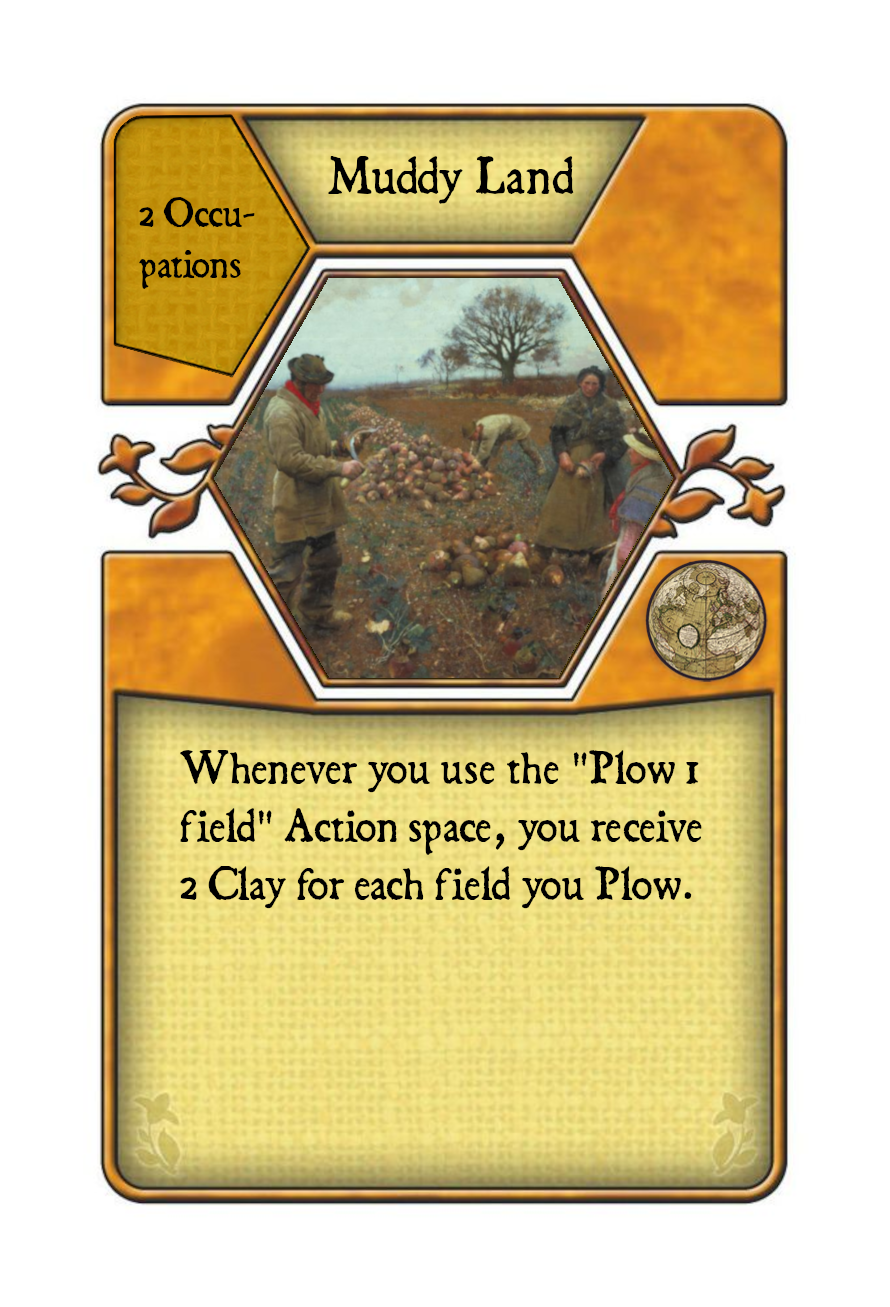 Muddy Land
2 Occu-
pations
Whenever you use the "Plow 1
field" Action space, you receive
2 Clay for each field you Plow.